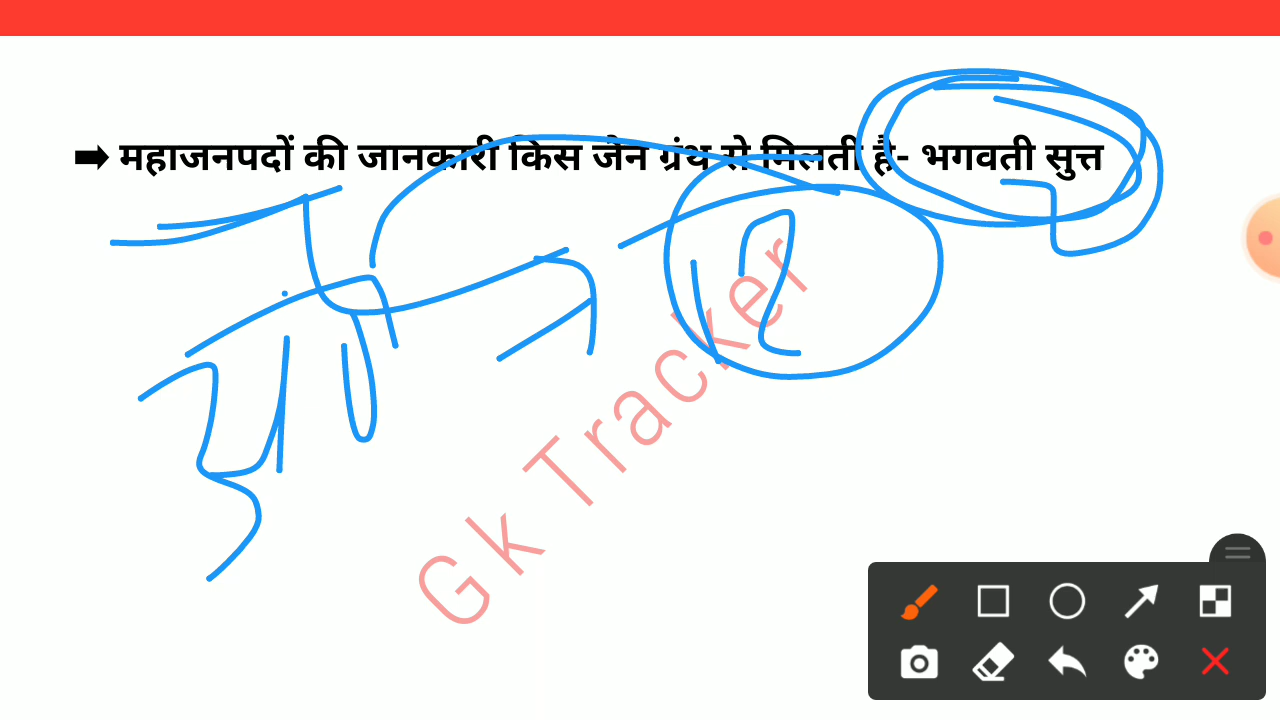 ➡ महाजनपदों की जानकारी किस जेन ग्रंथ से मिलती है- भगवती सुत्त
Gk Tracker